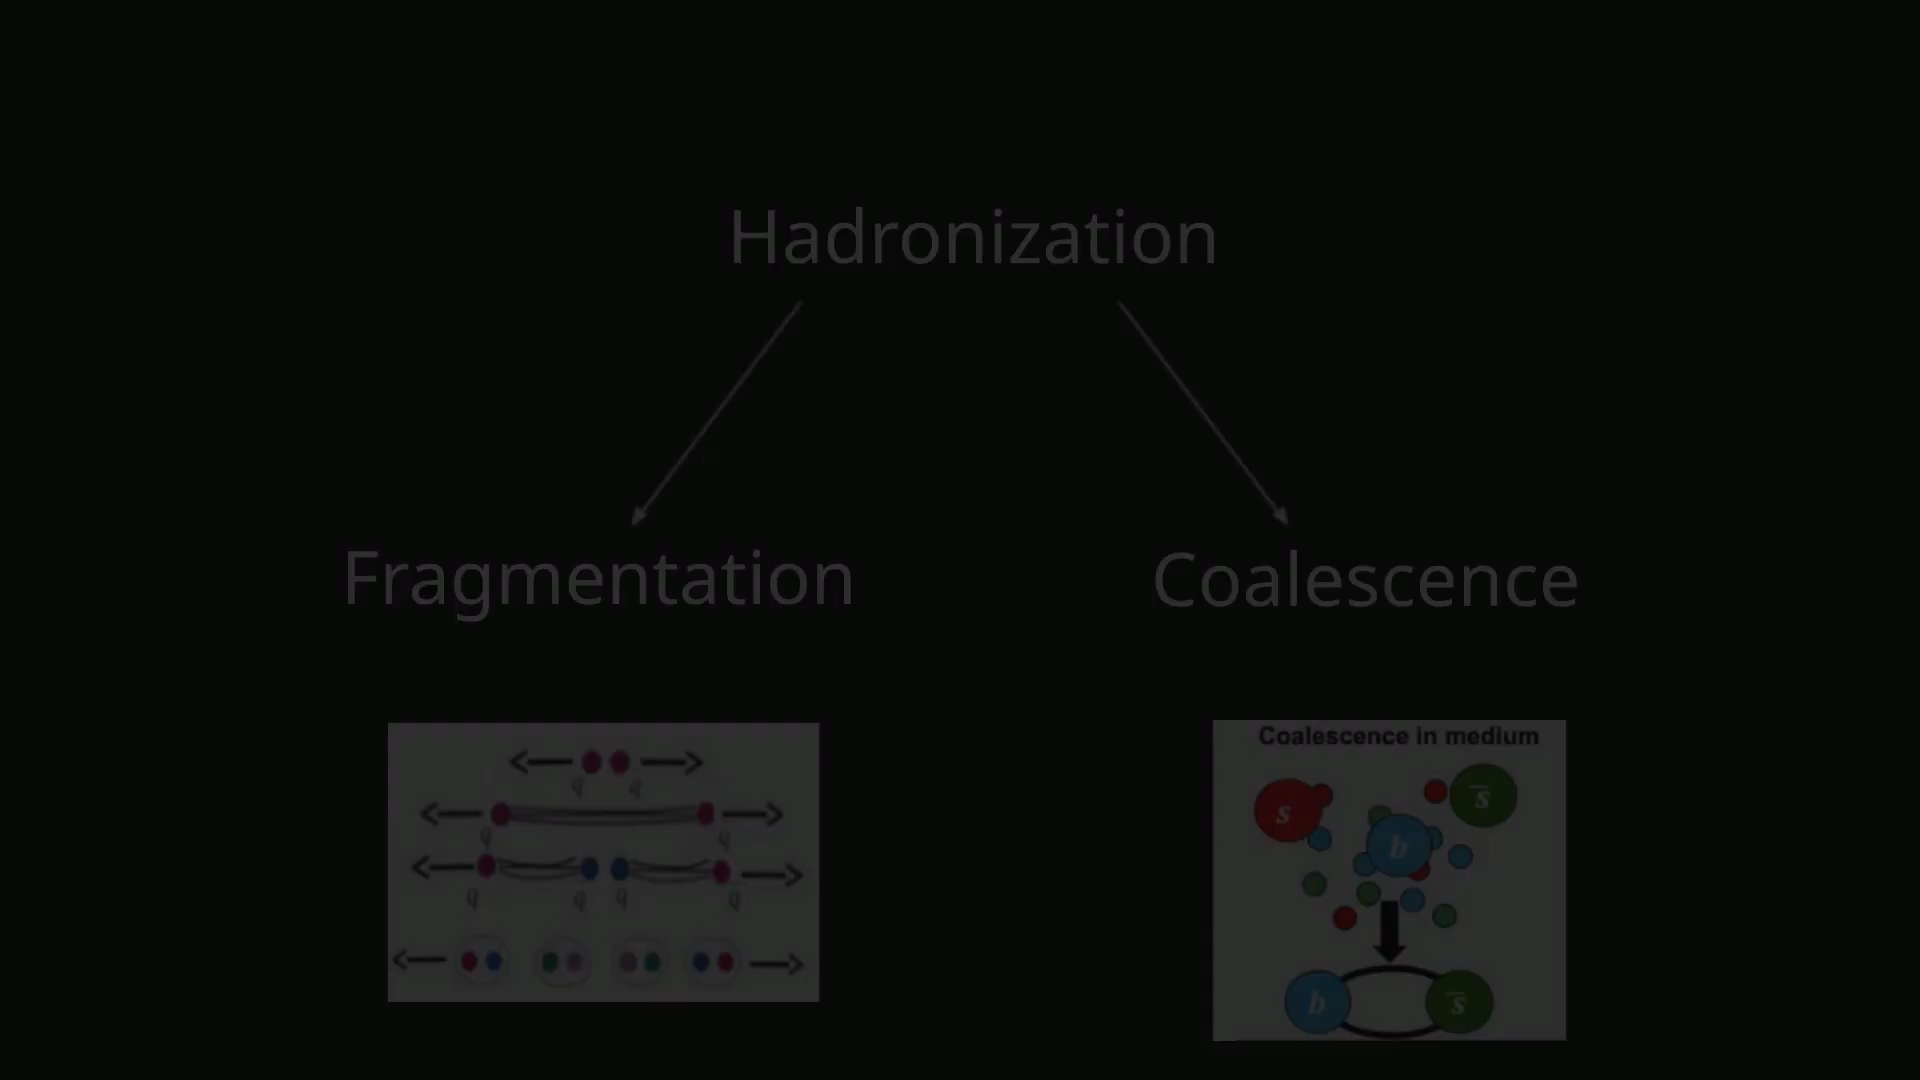 Hadronization
Fragmentation
Coalescence
Coalescence in medium
q q
s
s̅
b
q q
q q q q
b
s̅